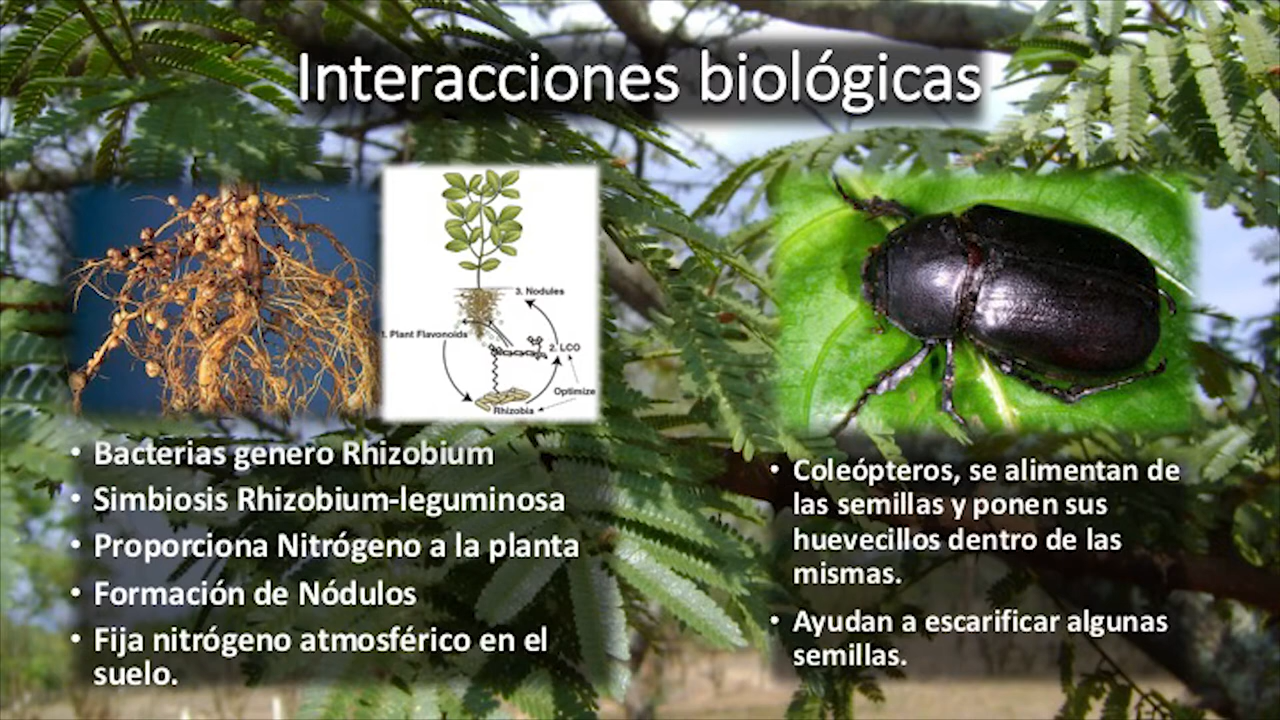 Interacciones biológicas
3. Nodules
1. Plant Flavonoids
2. LCO
Optimize
Rhizobia
• Bacterias genero Rhizobium
• Simbiosis Rhizobium-leguminosa
• Proporciona Nitrógeno a la planta
• Formación de Nódulos
• Fija nitrógeno atmosférico en el
suelo.
• Coleópteros, se alimentan de
las semillas y ponen sus
huevecillos dentro de las
mismas.
• Ayudan a escarificar algunas
semillas.